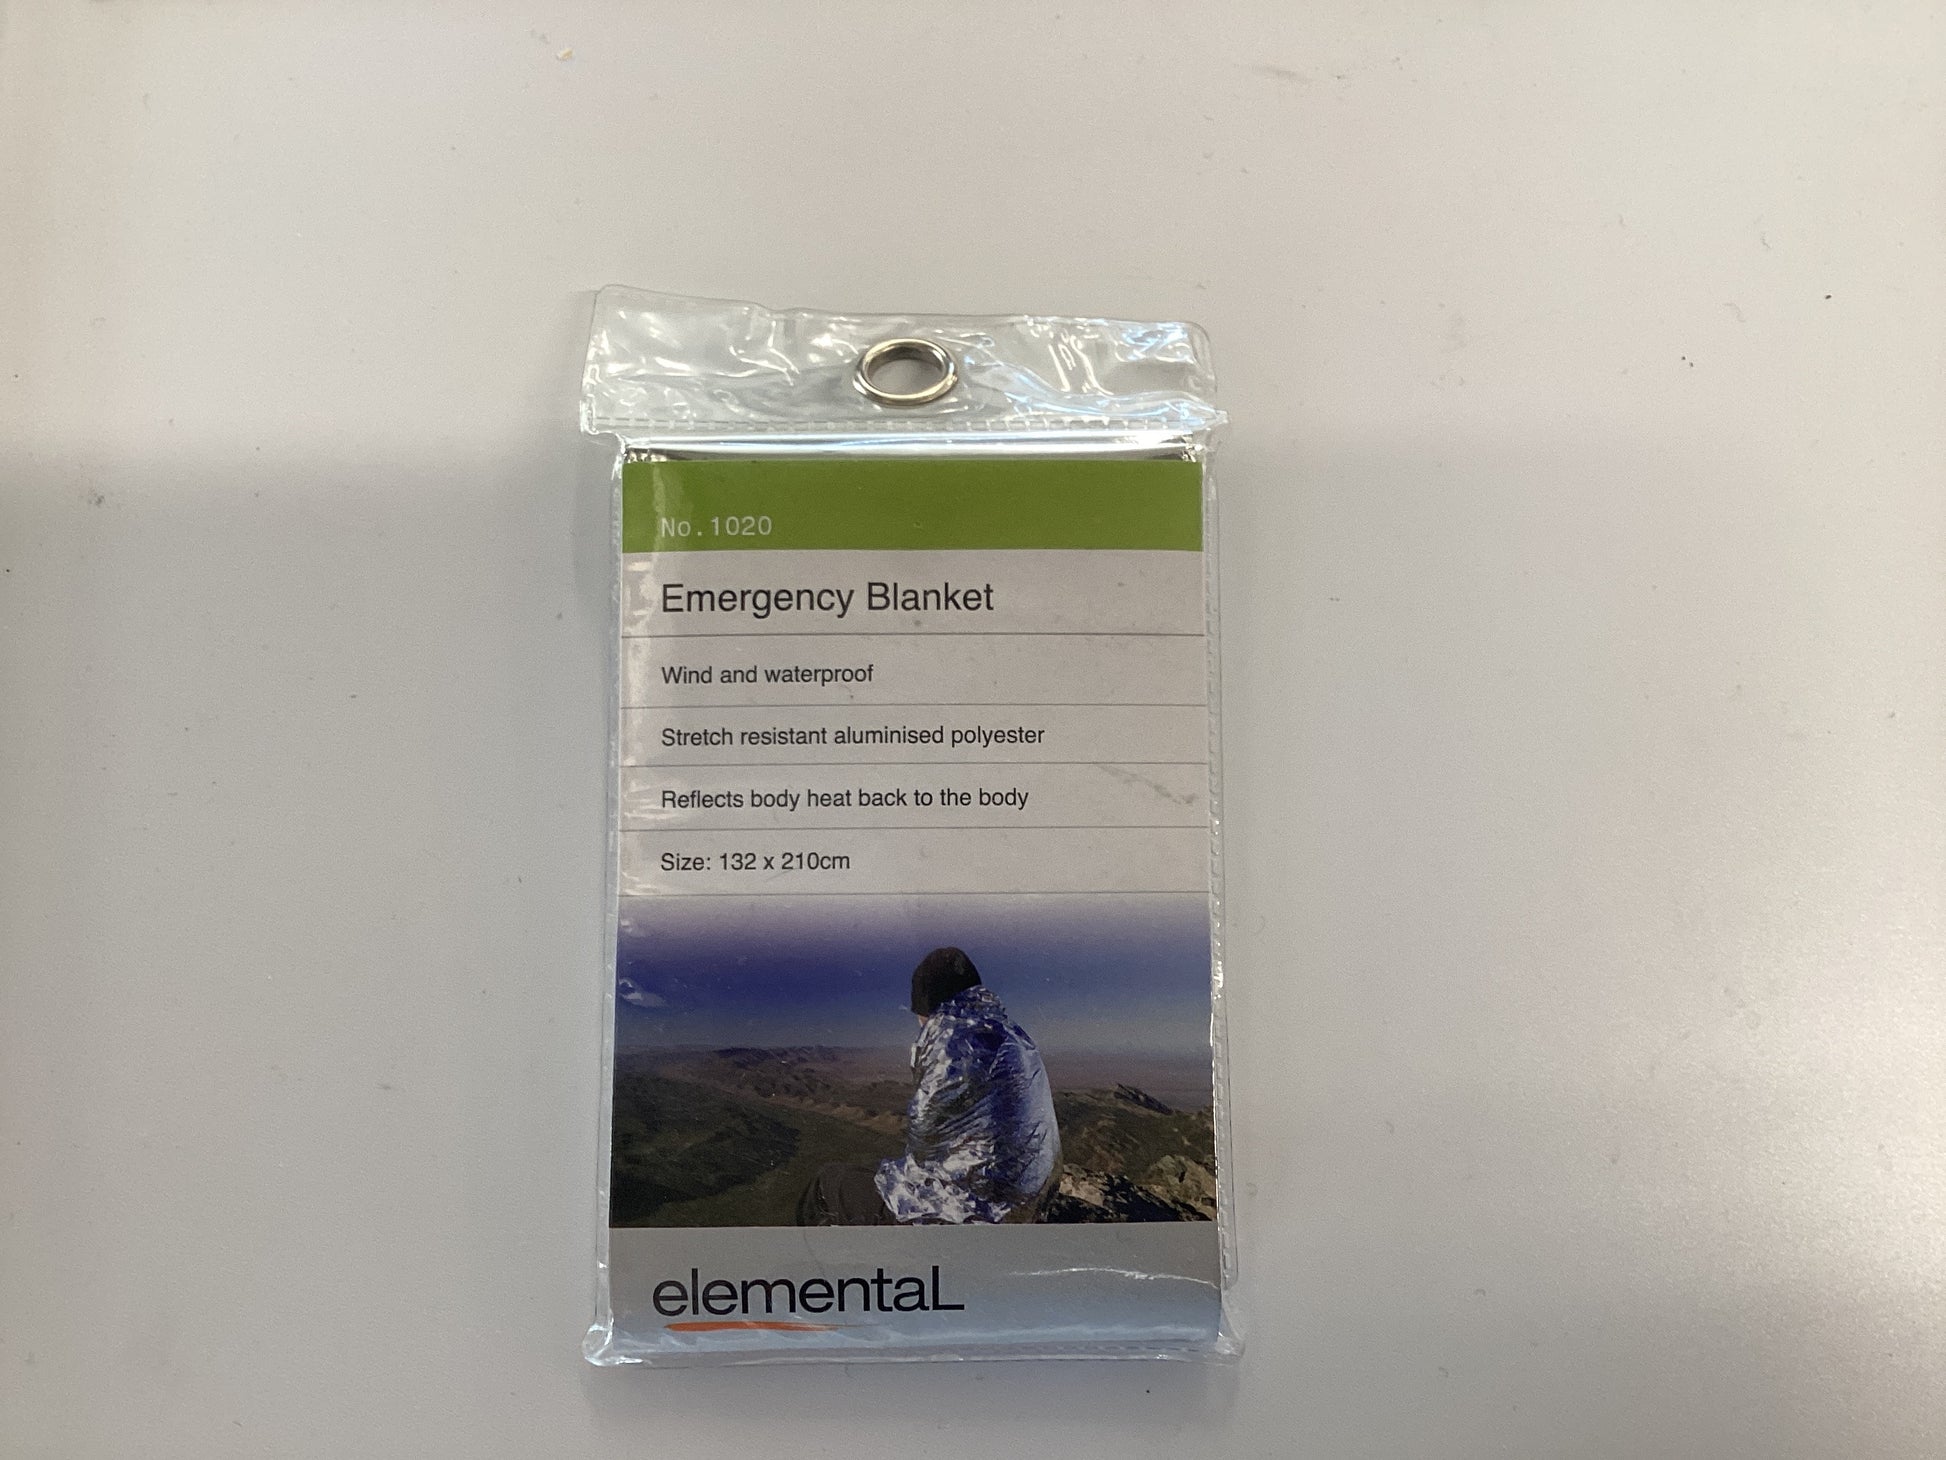 No.1020
Emergency Blanket
Wind and waterproof
Stretch resistant aluminised polyester
Reflects body heat back to the body
Size: 132 x 210cm
elementaL